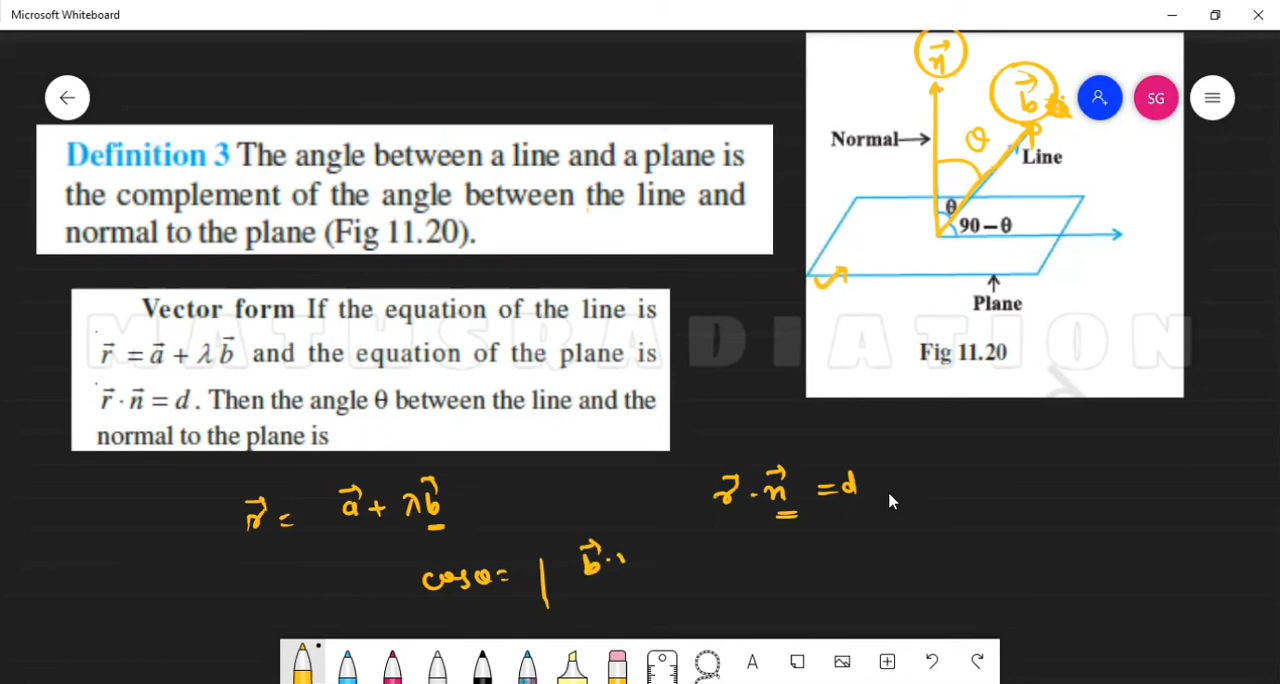 Microsoft Whiteboard
SG
Definition 3 The angle between a line and a plane is
the complement of the angle between the line and
normal to the plane (Fig 11.20).
Vector form If the equation of the line is
r⃗ = a⃗ + λ b⃗ and the equation of the plane is
r⃗ · n⃗ = d. Then the angle θ between the line and the
normal to the plane is
MATHSRADIATION
n⃗
b⃗
Normal
θ
Line
θ
90 – θ
Plane
Fig 11.20
r⃗ = a⃗ + λb⃗
r⃗ . n⃗ = d
cosθ = | b⃗ .
A